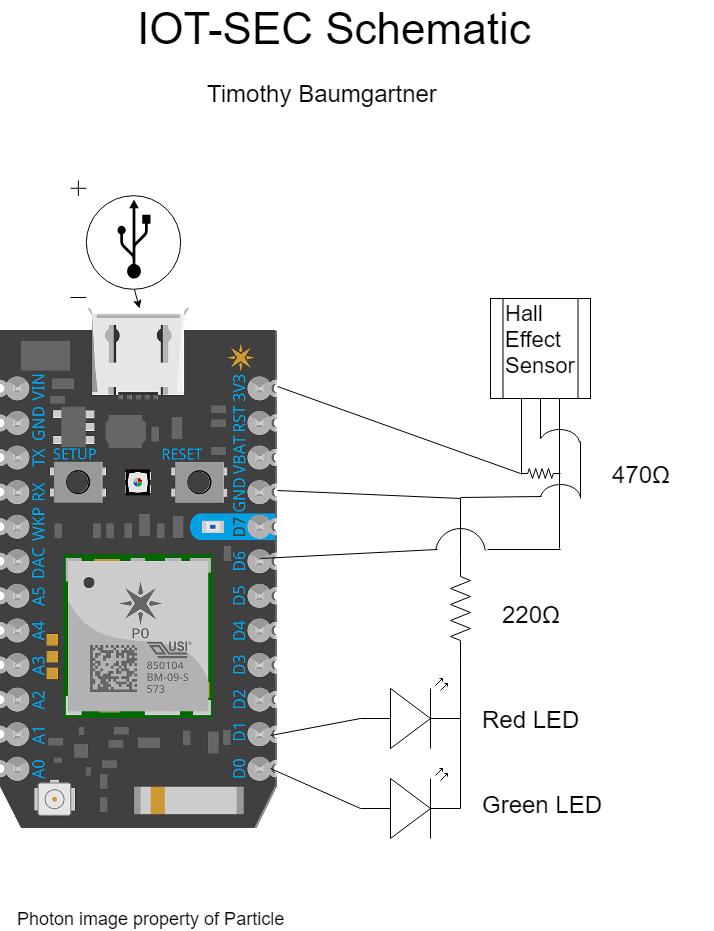 IOT-SEC Schematic
Timothy Baumgartner
+
−
Hall
Effect
Sensor
VIN
GND
TX
RX
WKP
DAC
A5
A4
A3
A2
A1
A0
SETUP
RESET
3V3
RST
VBAT
GND
D7
D6
D5
D4
D3
D2
D1
D0
P0
USI
850104
BM-09-S
573
470Ω
220Ω
Red LED
Green LED
Photon image property of Particle